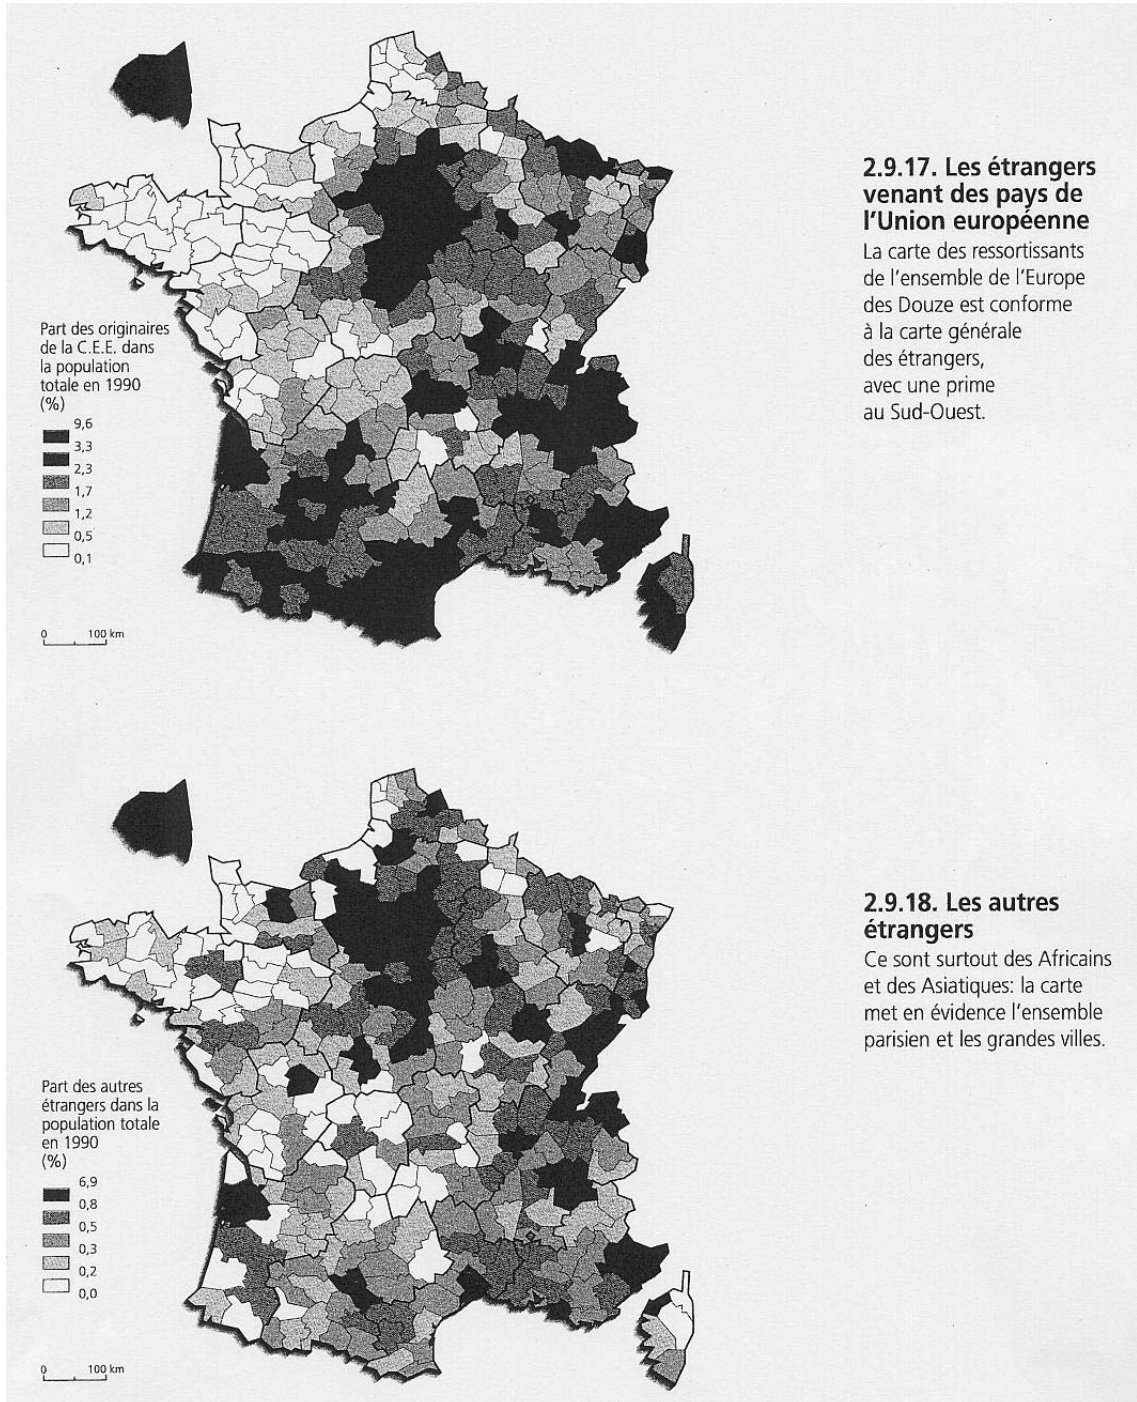 2.9.17. Les étrangers
venant des pays de
l'Union européenne
La carte des ressortissants
de l'ensemble de l'Europe
des Douze est conforme
à la carte générale
des étrangers,
avec une prime
au Sud-Ouest.
Part des originaires
de la C.E.E. dans
la population
totale en 1990
(%)
9,6
3,3
2,3
1,7
1,2
0,5
0,1
0 100 km
2.9.18. Les autres
étrangers
Ce sont surtout des Africains
et des Asiatiques: la carte
met en évidence l'ensemble
parisien et les grandes villes.
Part des autres
étrangers dans la
population totale
en 1990
(%)
6,9
0,8
0,5
0,3
0,2
0,0
0 100 km